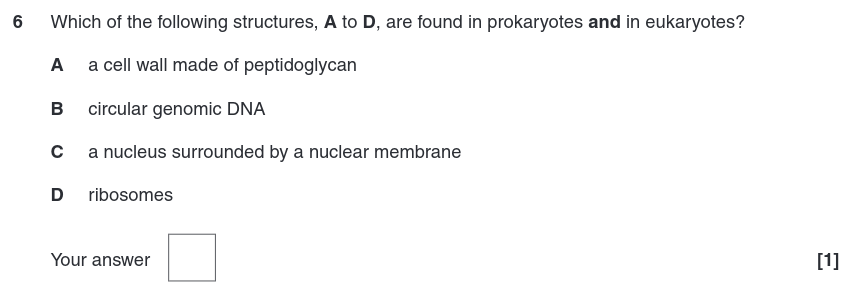 6 Which of the following structures, A to D, are found in prokaryotes and in eukaryotes?
A a cell wall made of peptidoglycan
B circular genomic DNA
C a nucleus surrounded by a nuclear membrane
D ribosomes
Your answer [1]